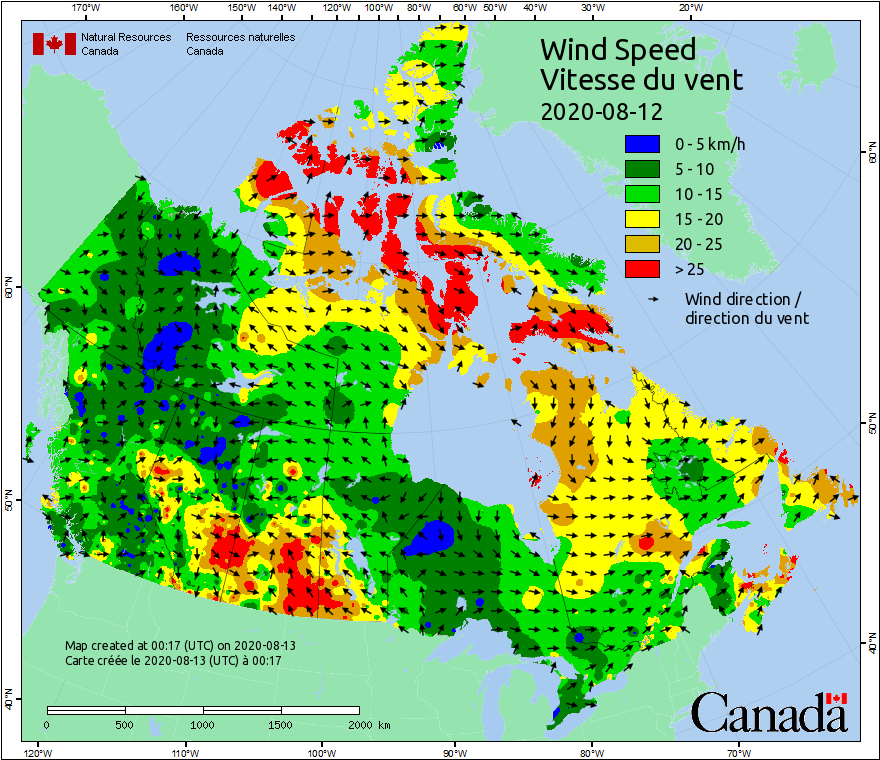 170°W 160°W 150°W 140°W 130°W 120°W 110°W 100°W 80°W 60°W 50°W 40°W 30°W 20°W
Natural Resources Canada
Ressources naturelles Canada
Wind Speed
Vitesse du vent
2020-08-12
0 - 5 km/h
5 - 10
10 - 15
15 - 20
20 - 25
> 25
Wind direction /
direction du vent
60°N
60°N
50°N
50°N
40°N
40°N
Map created at 00:17 (UTC) on 2020-08-13
Carte créée le 2020-08-13 (UTC) à 00:17
0 500 1000 1500 2000 km
Canada
120°W 110°W 100°W 90°W 80°W 70°W